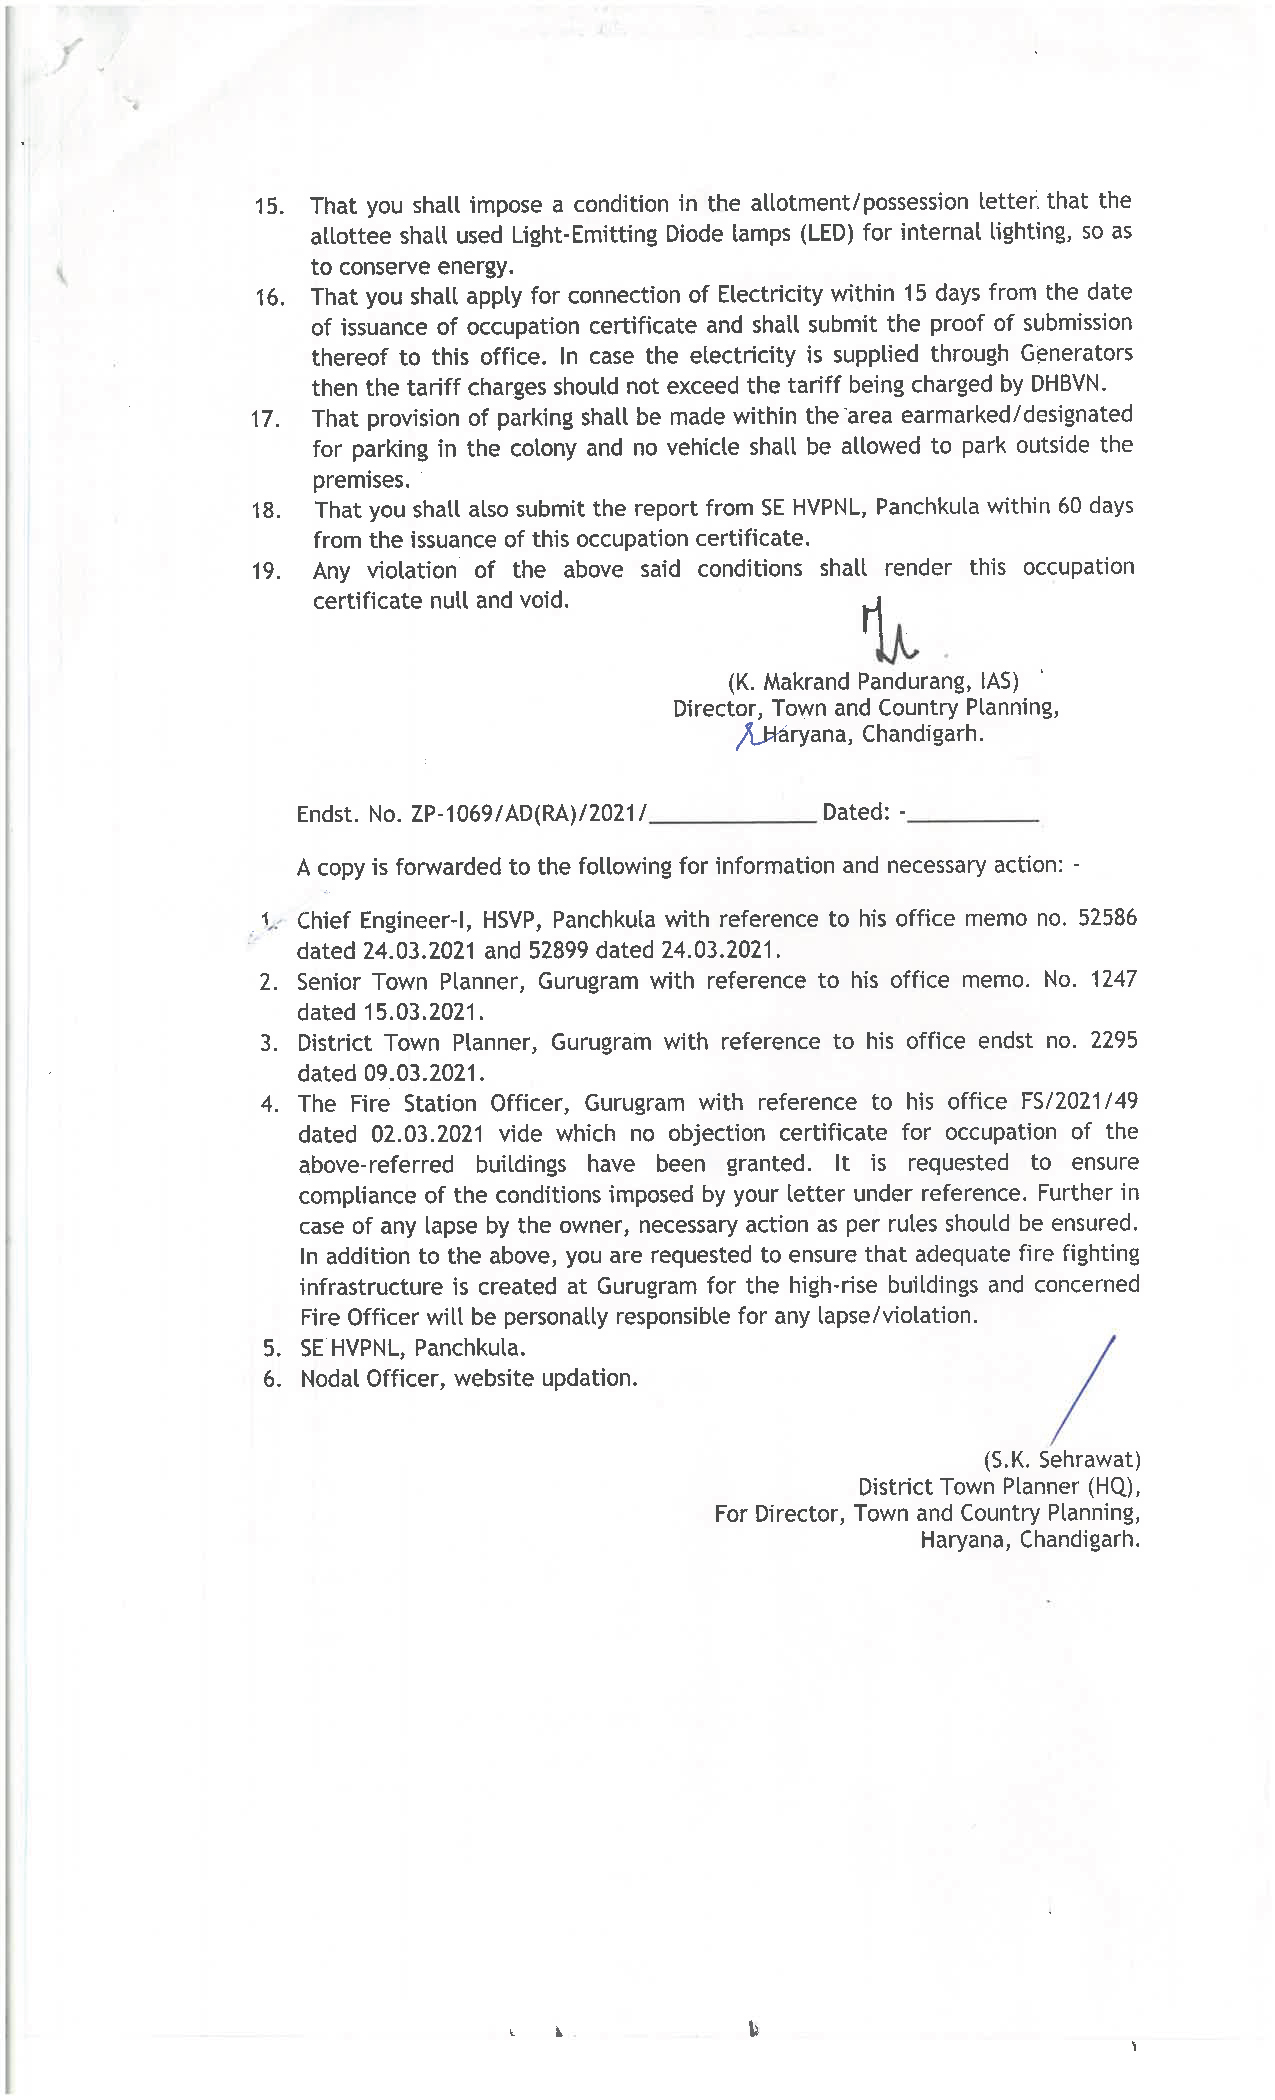 15. That you shall impose a condition in the allotment/possession letter that the
allottee shall used Light-Emitting Diode lamps (LED) for internal lighting, so as
to conserve energy.
16. That you shall apply for connection of Electricity within 15 days from the date
of issuance of occupation certificate and shall submit the proof of submission
thereof to this office. In case the electricity is supplied through Generators
then the tariff charges should not exceed the tariff being charged by DHBVN.
17. That provision of parking shall be made within the area earmarked/designated
for parking in the colony and no vehicle shall be allowed to park outside the
premises.
18. That you shall also submit the report from SE HVPNL, Panchkula within 60 days
from the issuance of this occupation certificate.
19. Any violation of the above said conditions shall render this occupation
certificate null and void.
(K. Makrand Pandurang, IAS)
Director, Town and Country Planning,
Haryana, Chandigarh.
Endst. No. ZP-1069/AD(RA)/2021/_____________ Dated: -__________
A copy is forwarded to the following for information and necessary action: -
1. Chief Engineer-I, HSVP, Panchkula with reference to his office memo no. 52586
dated 24.03.2021 and 52899 dated 24.03.2021.
2. Senior Town Planner, Gurugram with reference to his office memo. No. 1247
dated 15.03.2021.
3. District Town Planner, Gurugram with reference to his office endst no. 2295
dated 09.03.2021.
4. The Fire Station Officer, Gurugram with reference to his office FS/2021/49
dated 02.03.2021 vide which no objection certificate for occupation of the
above-referred buildings have been granted. It is requested to ensure
compliance of the conditions imposed by your letter under reference. Further in
case of any lapse by the owner, necessary action as per rules should be ensured.
In addition to the above, you are requested to ensure that adequate fire fighting
infrastructure is created at Gurugram for the high-rise buildings and concerned
Fire Officer will be personally responsible for any lapse/violation.
5. SE HVPNL, Panchkula.
6. Nodal Officer, website updation.
(S.K. Sehrawat)
District Town Planner (HQ),
For Director, Town and Country Planning,
Haryana, Chandigarh.